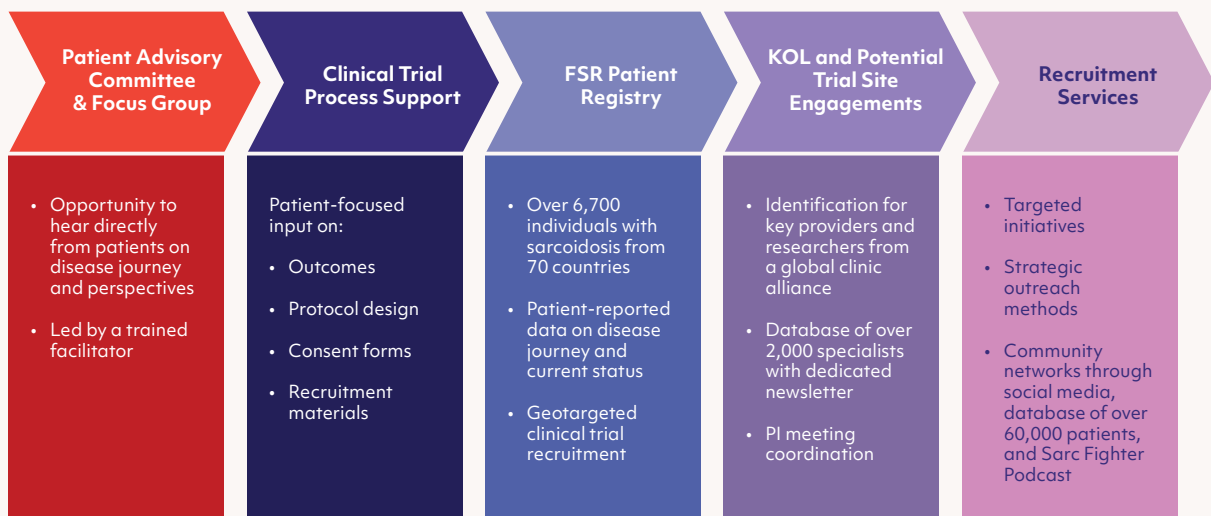 Patient Advisory
Committee
& Focus Group
Clinical Trial
Process Support
FSR Patient
Registry
KOL and Potential
Trial Site
Engagements
Recruitment
Services
• Opportunity to
hear directly
from patients on
disease journey
and perspectives
• Led by a trained
facilitator
Patient-focused
input on:
• Outcomes
• Protocol design
• Consent forms
• Recruitment
materials
• Over 6,700
individuals with
sarcoidosis from
70 countries
• Patient-reported
data on disease
journey and
current status
• Geotargeted
clinical trial
recruitment
• Identification for
key providers and
researchers from
a global clinic
alliance
• Database of over
2,000 specialists
with dedicated
newsletter
• PI meeting
coordination
• Targeted
initiatives
• Strategic
outreach
methods
• Community
networks through
social media,
database of over
60,000 patients,
and Sarc Fighter
Podcast